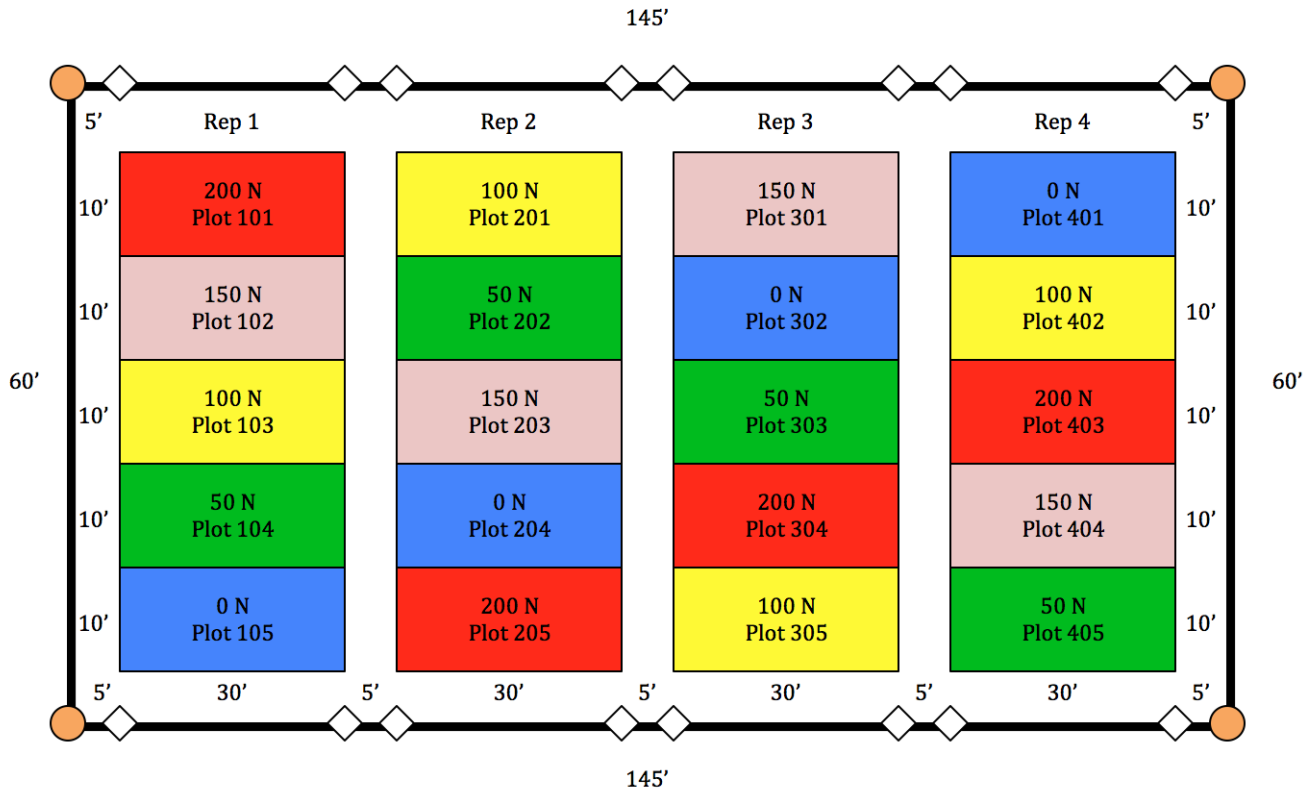 145’
5’ Rep 1 Rep 2 Rep 3 Rep 4 5’
200 N 100 N 150 N 0 N
10’ Plot 101 Plot 201 Plot 301 Plot 401 10’
150 N 50 N 0 N 100 N
10’ Plot 102 Plot 202 Plot 302 Plot 402 10’
60’ 60’
100 N 150 N 50 N 200 N
10’ Plot 103 Plot 203 Plot 303 Plot 403 10’
50 N 0 N 200 N 150 N
10’ Plot 104 Plot 204 Plot 304 Plot 404 10’
0 N 200 N 100 N 50 N
10’ Plot 105 Plot 205 Plot 305 Plot 405 10’
5’ 30’ 5’ 30’ 5’ 30’ 5’ 30’ 5’
145’